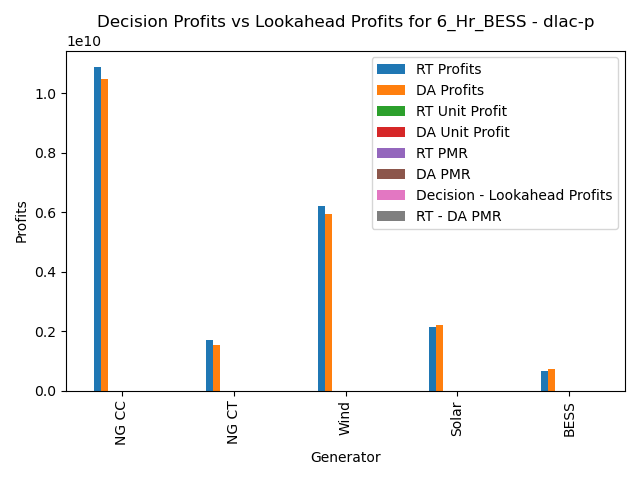 Decision Profits vs Lookahead Profits for 6_Hr_BESS - dlac-p
1e10
RT Profits
DA Profits
RT Unit Profit
DA Unit Profit
RT PMR
DA PMR
Decision - Lookahead Profits
RT - DA PMR
1.0
0.8
0.6
0.4
0.2
0.0
Profits
NG CC
NG CT
Wind
Solar
BESS
Generator